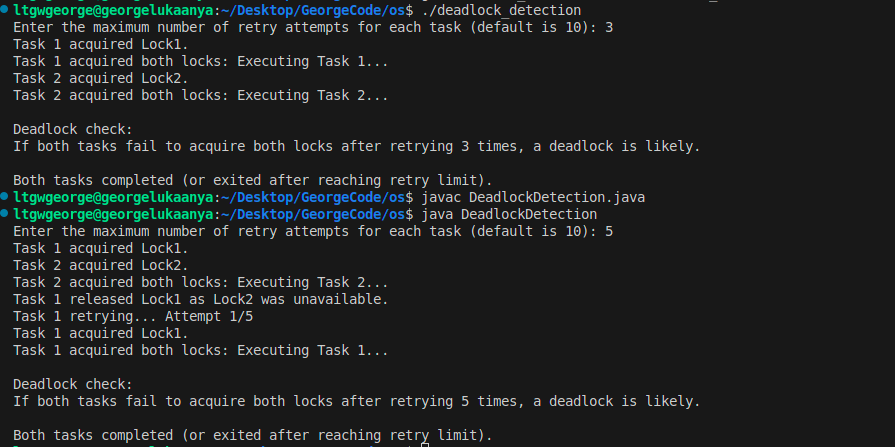 ltgwgeorge@georgelukaanya:~/Desktop/GeorgeCode/os$ ./deadlock_detection
Enter the maximum number of retry attempts for each task (default is 10): 3
Task 1 acquired Lock1.
Task 1 acquired both locks: Executing Task 1...
Task 2 acquired Lock2.
Task 2 acquired both locks: Executing Task 2...

Deadlock check:
If both tasks fail to acquire both locks after retrying 3 times, a deadlock is likely.

Both tasks completed (or exited after reaching retry limit).
ltgwgeorge@georgelukaanya:~/Desktop/GeorgeCode/os$ javac DeadlockDetection.java
ltgwgeorge@georgelukaanya:~/Desktop/GeorgeCode/os$ java DeadlockDetection
Enter the maximum number of retry attempts for each task (default is 10): 5
Task 1 acquired Lock1.
Task 2 acquired Lock2.
Task 2 acquired both locks: Executing Task 2...
Task 1 released Lock1 as Lock2 was unavailable.
Task 1 retrying... Attempt 1/5
Task 1 acquired Lock1.
Task 1 acquired both locks: Executing Task 1...

Deadlock check:
If both tasks fail to acquire both locks after retrying 5 times, a deadlock is likely.

Both tasks completed (or exited after reaching retry limit).